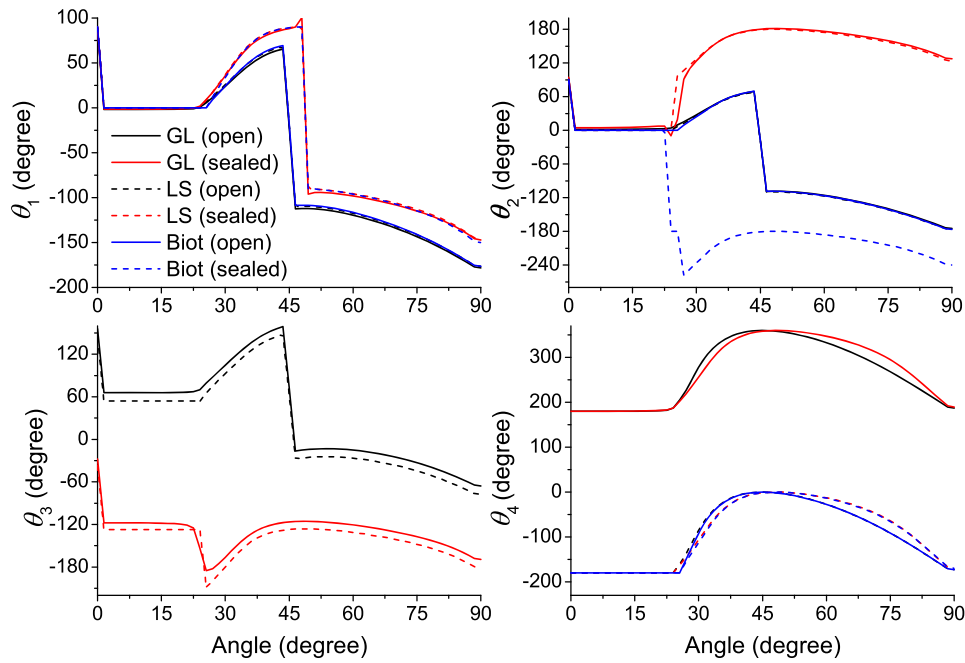 100
50
0
-50
-100
-150
-200
θ1 (degree)
GL (open)
GL (sealed)
LS (open)
LS (sealed)
Biot (open)
Biot (sealed)
0 15 30 45 60 75 90
180
120
60
0
-60
-120
-180
-240
θ2 (degree)
0 15 30 45 60 75 90
120
60
0
-60
-120
-180
θ3 (degree)
0 15 30 45 60 75 90
Angle (degree)
300
200
100
0
-100
-200
θ4 (degree)
0 15 30 45 60 75 90
Angle (degree)